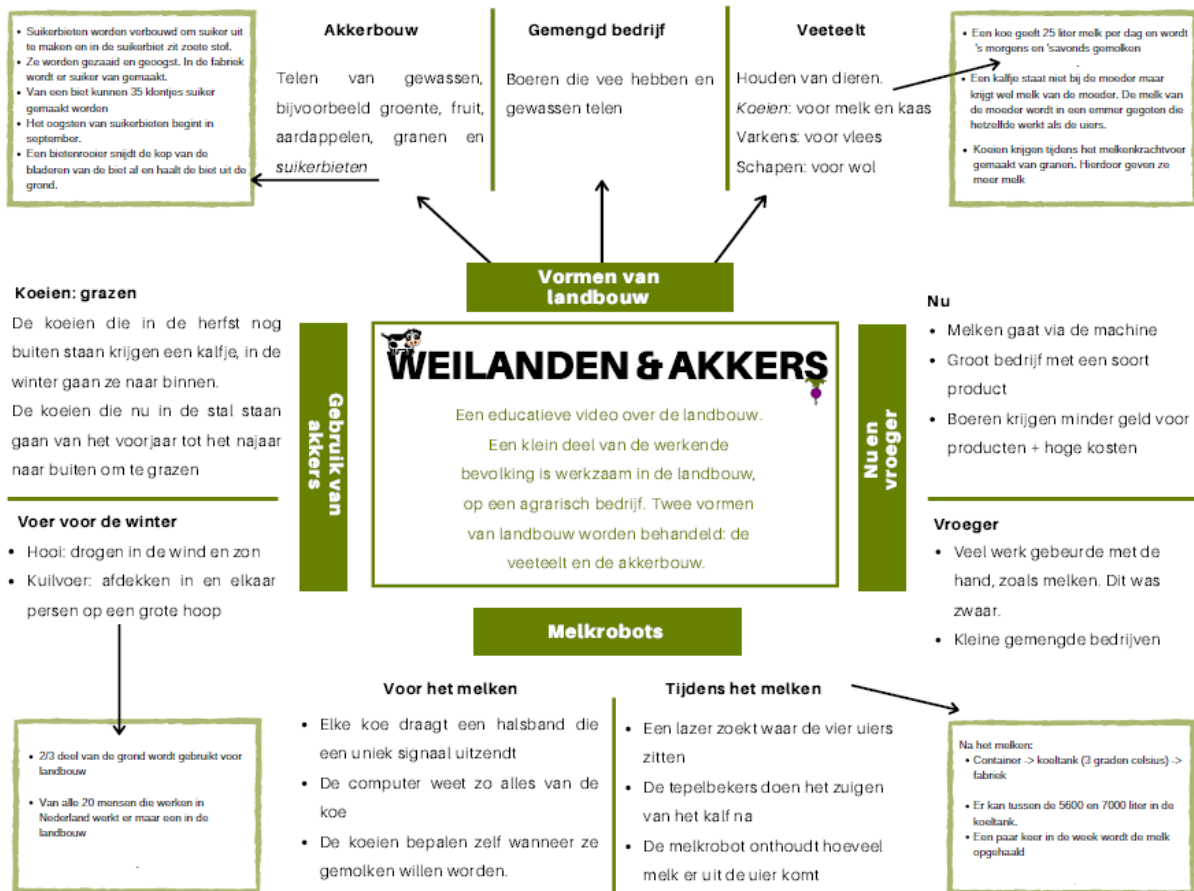 • Suikerbieten worden verbouwd om suiker uit
te maken en in de suikerbiet zit zoete stof.
• Ze worden gezaaid en geoogst. In de fabriek
wordt er suiker van gemaakt.
• Van een biet kunnen 35 klontjes suiker
gemaakt worden
• Het oogsten van suikerbieten begint in
september.
• Een bietenrooier snijdt de kop van de
bladeren van de biet af en haalt de biet uit de
grond.
Akkerbouw
Telen van gewassen,
bijvoorbeeld groente, fruit,
aardappelen, granen en
suikerbieten
Gemengd bedrijf
Boeren die vee hebben en
gewassen telen
Veeteelt
Houden van dieren.
Koeien: voor melk en kaas
Varkens: voor vlees
Schapen: voor wol
• Een koe geeft 25 liter melk per dag en wordt
's morgens en 'savonds gemolken
• Een kalfje staat niet bij de moeder maar
krijgt wel melk van de moeder. De melk van
de moeder wordt in een emmer gegoten die
hetzelfde werkt als de uiers.
• Koeien krijgen tijdens het melkenkrachtvoer
gemaakt van granen. Hierdoor geven ze
meer melk
Vormen van
landbouw
Koeien: grazen
De koeien die in de herfst nog
buiten staan krijgen een kalfje, in de
winter gaan ze naar binnen.
De koeien die nu in de stal staan
gaan van het voorjaar tot het najaar
naar buiten om te grazen
Voer voor de winter
• Hooi: drogen in de wind en zon
• Kuilvoer: afdekken in en elkaar
persen op een grote hoop
Gebruik van
akkers
WEILANDEN & AKKERS
Een educatieve video over de landbouw.
Een klein deel van de werkende
bevolking is werkzaam in de landbouw,
op een agrarisch bedrijf. Twee vormen
van landbouw worden behandeld: de
veeteelt en de akkerbouw.
Nu en
vroeger
Nu
• Melken gaat via de machine
• Groot bedrijf met een soort
product
• Boeren krijgen minder geld voor
producten + hoge kosten
Vroeger
• Veel werk gebeurde met de
hand, zoals melken. Dit was
zwaar.
• Kleine gemengde bedrijven
Melkrobots
• 2/3 deel van de grond wordt gebruikt voor
landbouw
• Van alle 20 mensen die werken in
Nederland werkt er maar een in de
landbouw
Voor het melken
• Elke koe draagt een halsband die
een uniek signaal uitzendt
• De computer weet zo alles van de
koe
• De koeien bepalen zelf wanneer ze
gemolken willen worden.
Tijdens het melken
• Een lazer zoekt waar de vier uiers
zitten
• De tepelbekers doen het zuigen
van het kalf na
• De melkrobot onthoudt hoeveel
melk er uit de uier komt
Na het melken:
• Container -> koeltank (3 graden celsius) ->
fabriek
• Er kan tussen de 5600 en 7000 liter in de
koeltank.
• Een paar keer in de week wordt de melk
opgehaald